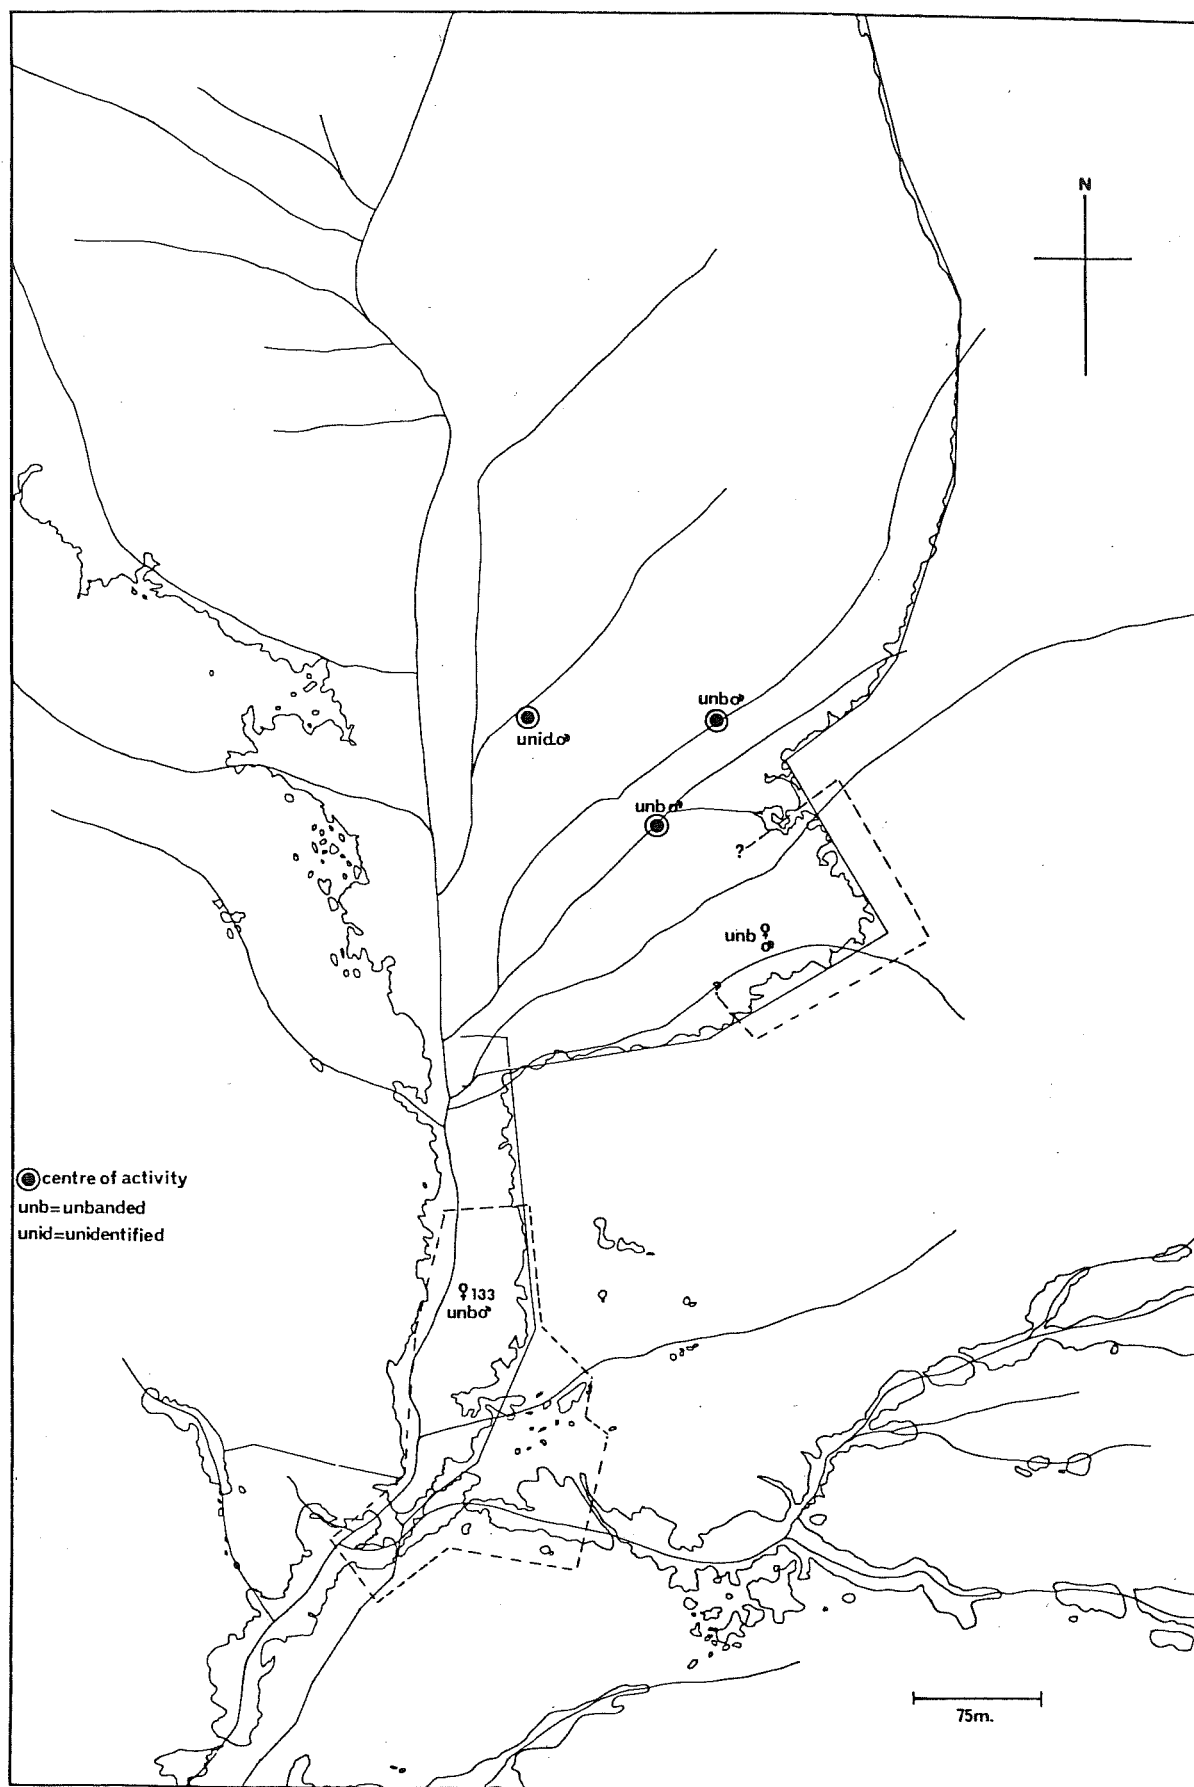 N
unb♂
unid♂
unb♂
?
unb ♀
♂
?
centre of activity
unb=unbanded
unid=unidentified
♀133
unb♂
75m.